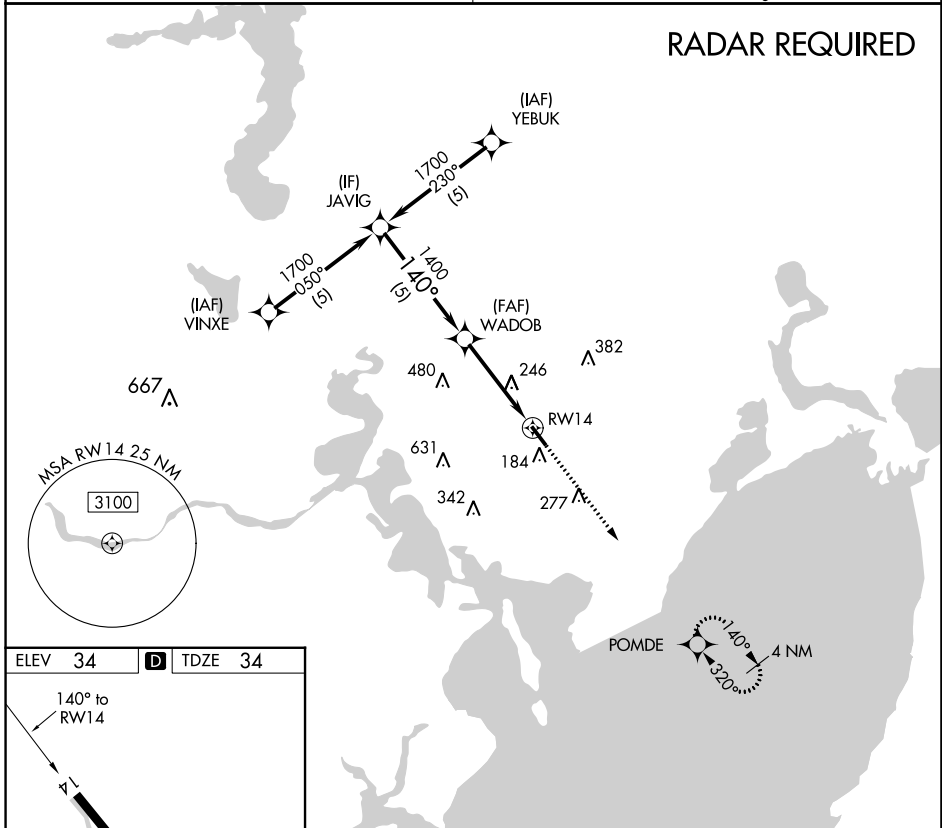 RADAR REQUIRED
(IAF)
YEBUK
1700
230°
(5)
(IF)
JAVIG
1700
050°
(5)
1400
140°
(5)
(IAF)
VINXE
(FAF)
WADOB
382
480
246
667
RW14
631
184
MSA RW14 25 NM
342
277
3100
POMDE
140°
4 NM
320°
ELEV 34 D TDZE 34
140° to
RW14
14